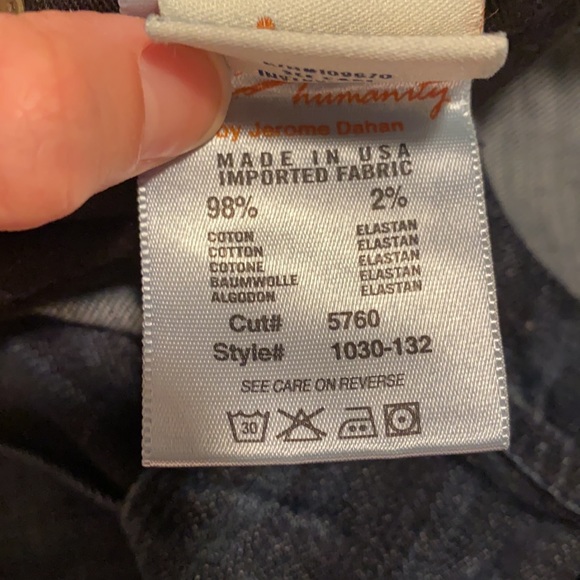 humanity
by Jerome Dahan
MADE IN USA
IMPORTED FABRIC
98% 2%
COTON ELASTAN
COTTON ELASTAN
COTONE ELASTAN
BAUMWOLLE ELASTAN
ALGODON ELASTAN
Cut# 5760
Style# 1030-132
SEE CARE ON REVERSE
30